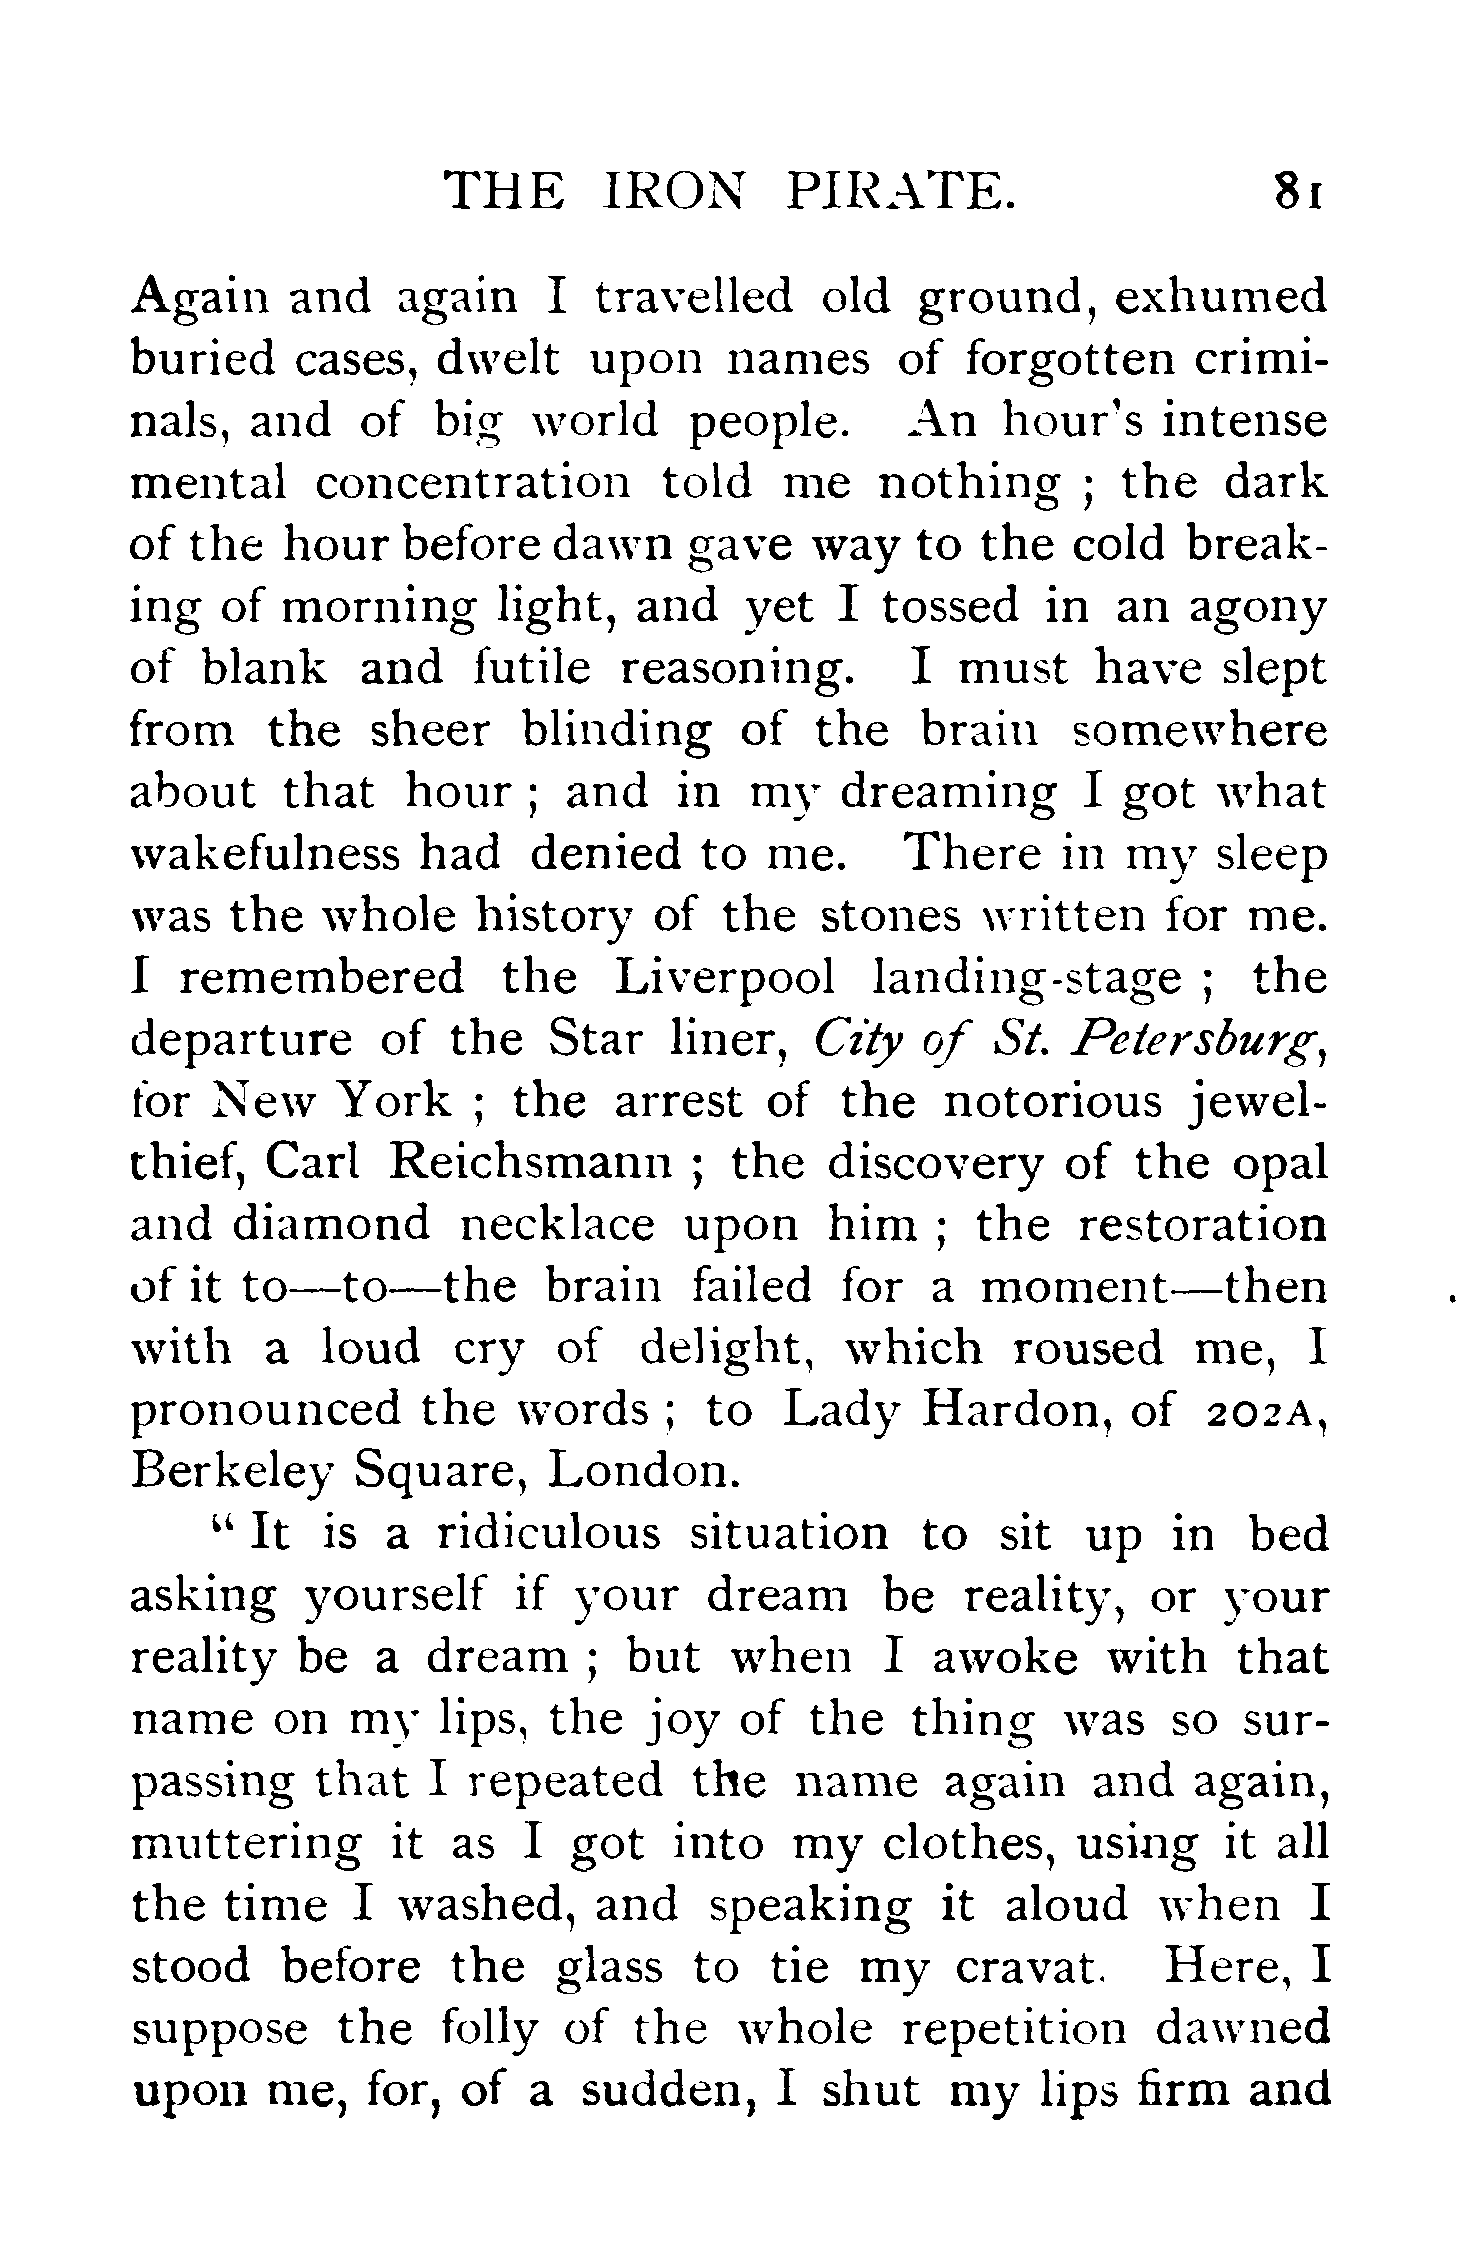 THE IRON PIRATE. 81
Again and again I travelled old ground, exhumed
buried cases, dwelt upon names of forgotten crimi-
nals, and of big world people. An hour's intense
mental concentration told me nothing ; the dark
of the hour before dawn gave way to the cold break-
ing of morning light, and yet I tossed in an agony
of blank and futile reasoning. I must have slept
from the sheer blinding of the brain somewhere
about that hour ; and in my dreaming I got what
wakefulness had denied to me. There in my sleep
was the whole history of the stones written for me.
I remembered the Liverpool landing-stage ; the
departure of the Star liner, City of St. Petersburg,
for New York ; the arrest of the notorious jewel-
thief, Carl Reichsmann ; the discovery of the opal
and diamond necklace upon him ; the restoration
of it to—to—the brain failed for a moment—then
with a loud cry of delight, which roused me, I
pronounced the words ; to Lady Hardon, of 202A,
Berkeley Square, London.
“ It is a ridiculous situation to sit up in bed
asking yourself if your dream be reality, or your
reality be a dream ; but when I awoke with that
name on my lips, the joy of the thing was so sur-
passing that I repeated the name again and again,
muttering it as I got into my clothes, using it all
the time I washed, and speaking it aloud when I
stood before the glass to tie my cravat. Here, I
suppose the folly of the whole repetition dawned
upon me, for, of a sudden, I shut my lips firm and